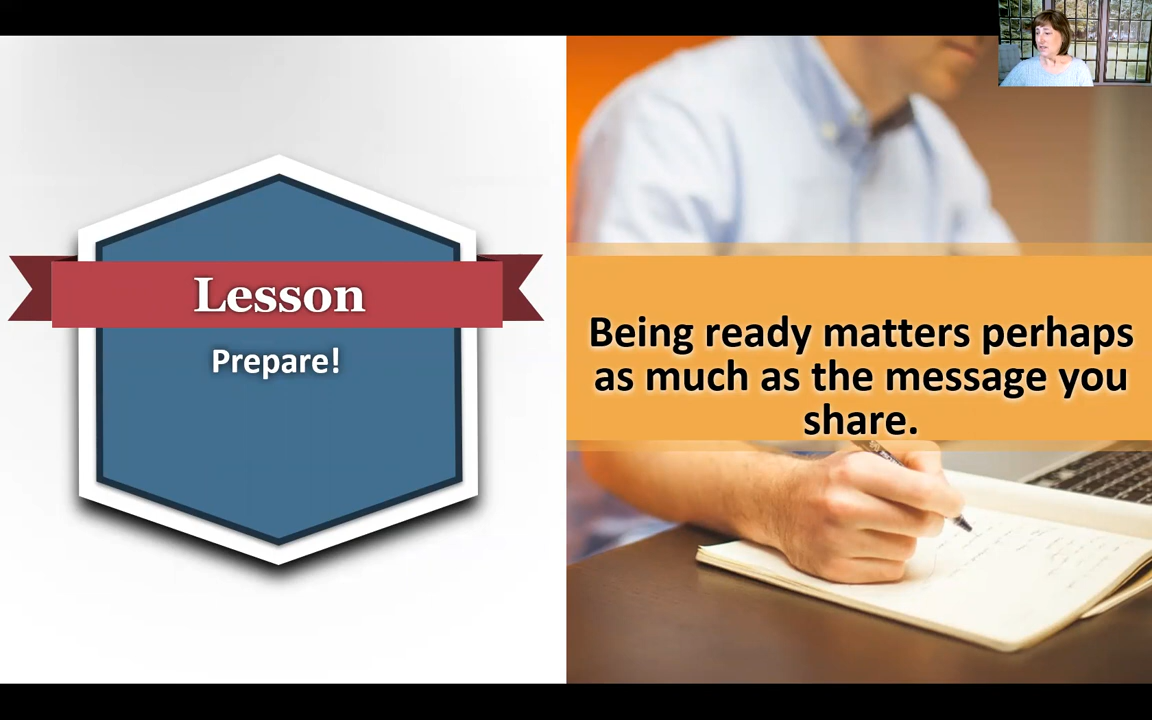 Lesson
Prepare!
Being ready matters perhaps
as much as the message you
share.